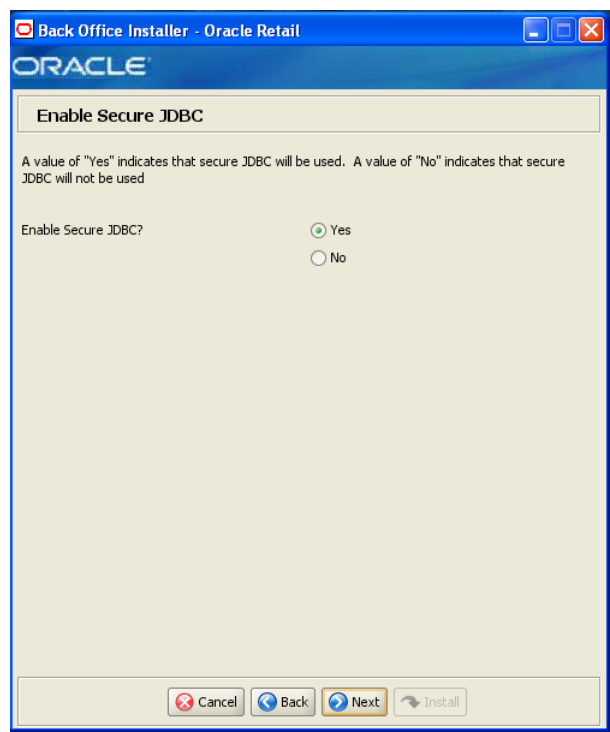 Back Office Installer - Oracle Retail
ORACLE
Enable Secure JDBC
A value of "Yes" indicates that secure JDBC will be used.  A value of "No" indicates that secure
JDBC will not be used
Enable Secure JDBC?
Yes
No
Cancel
Back
Next
Install